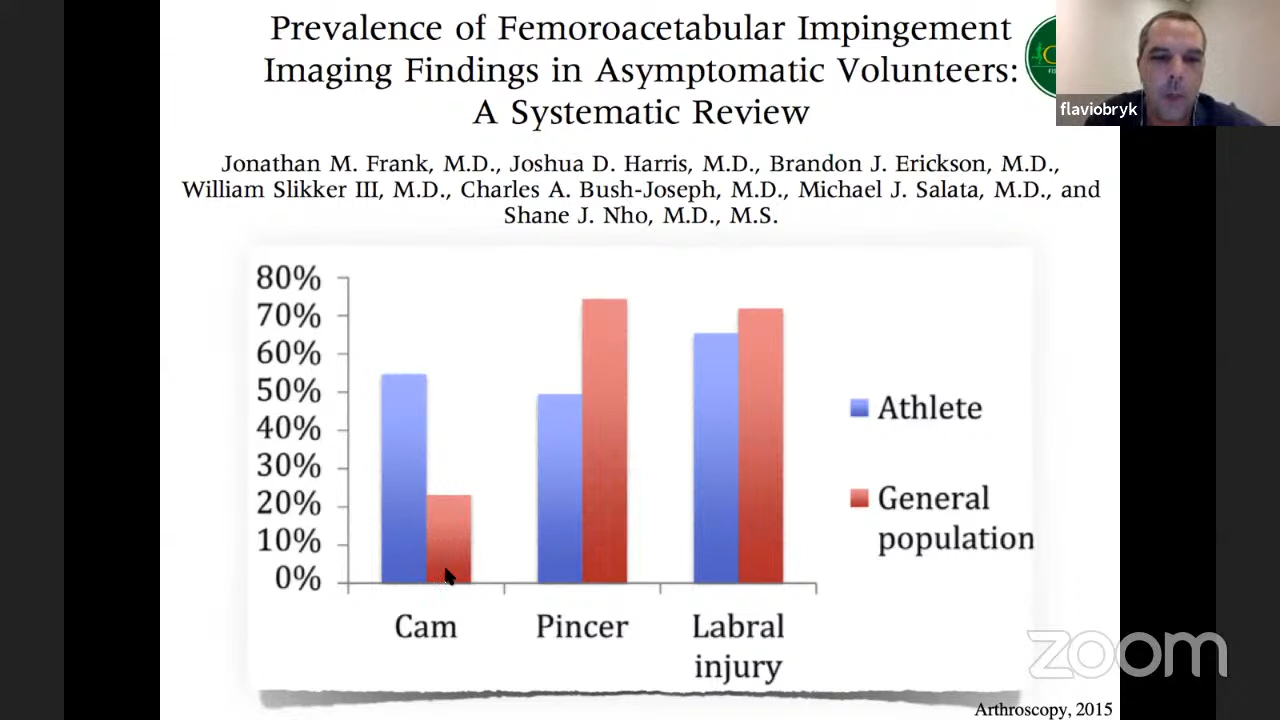 Prevalence of Femoroacetabular Impingement
Imaging Findings in Asymptomatic Volunteers:
A Systematic Review
flaviobryk
Jonathan M. Frank, M.D., Joshua D. Harris, M.D., Brandon J. Erickson, M.D.,
William Slikker III, M.D., Charles A. Bush-Joseph, M.D., Michael J. Salata, M.D., and
Shane J. Nho, M.D., M.S.
80%
70%
60%
50%
40%
30%
20%
10%
0%
Cam
Pincer
Labral
injury
Athlete
General
population
zoom
Arthroscopy, 2015